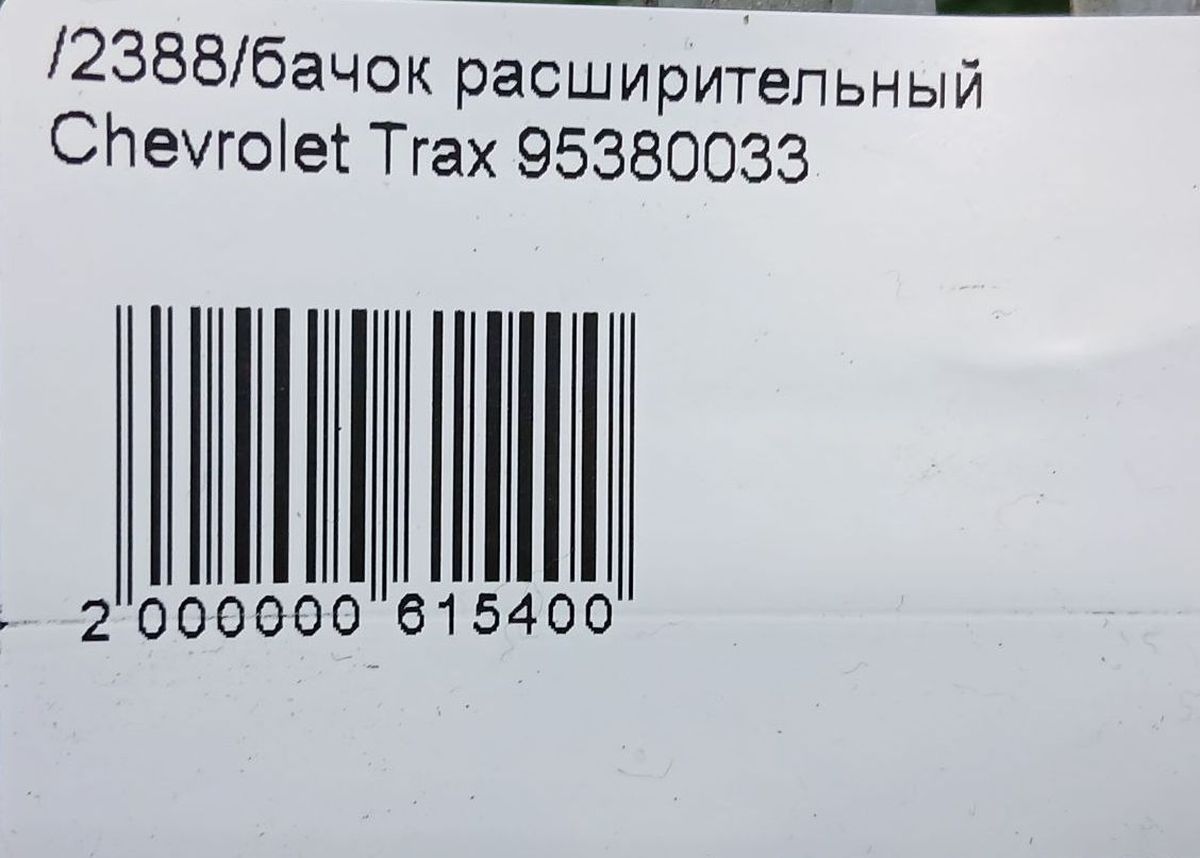 /2388/бачок расширительный
Chevrolet Trax 95380033
2 000000 615400